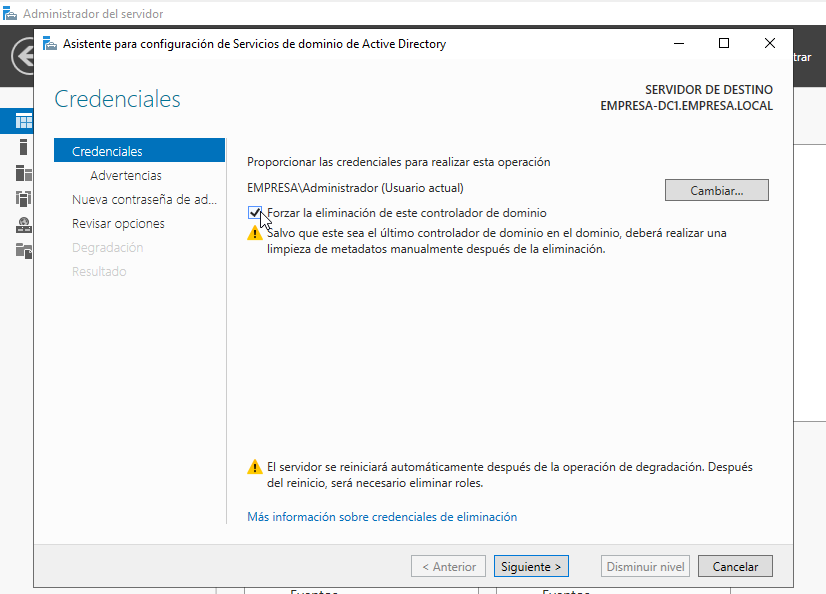 Administrador del servidor
Asistente para configuración de Servicios de dominio de Active Directory
trar
Credenciales
SERVIDOR DE DESTINO
EMPRESA-DC1.EMPRESA.LOCAL
Credenciales
Advertencias
Nueva contraseña de ad...
Revisar opciones
Degradación
Resultado
Proporcionar las credenciales para realizar esta operación
EMPRESA\Administrador (Usuario actual)
Cambiar...
Forzar la eliminación de este controlador de dominio
Salvo que este sea el último controlador de dominio en el dominio, deberá realizar una
limpieza de metadatos manualmente después de la eliminación.
El servidor se reiniciará automáticamente después de la operación de degradación. Después
del reinicio, será necesario eliminar roles.
Más información sobre credenciales de eliminación
< Anterior
Siguiente >
Disminuir nivel
Cancelar
Eventos
Eventos